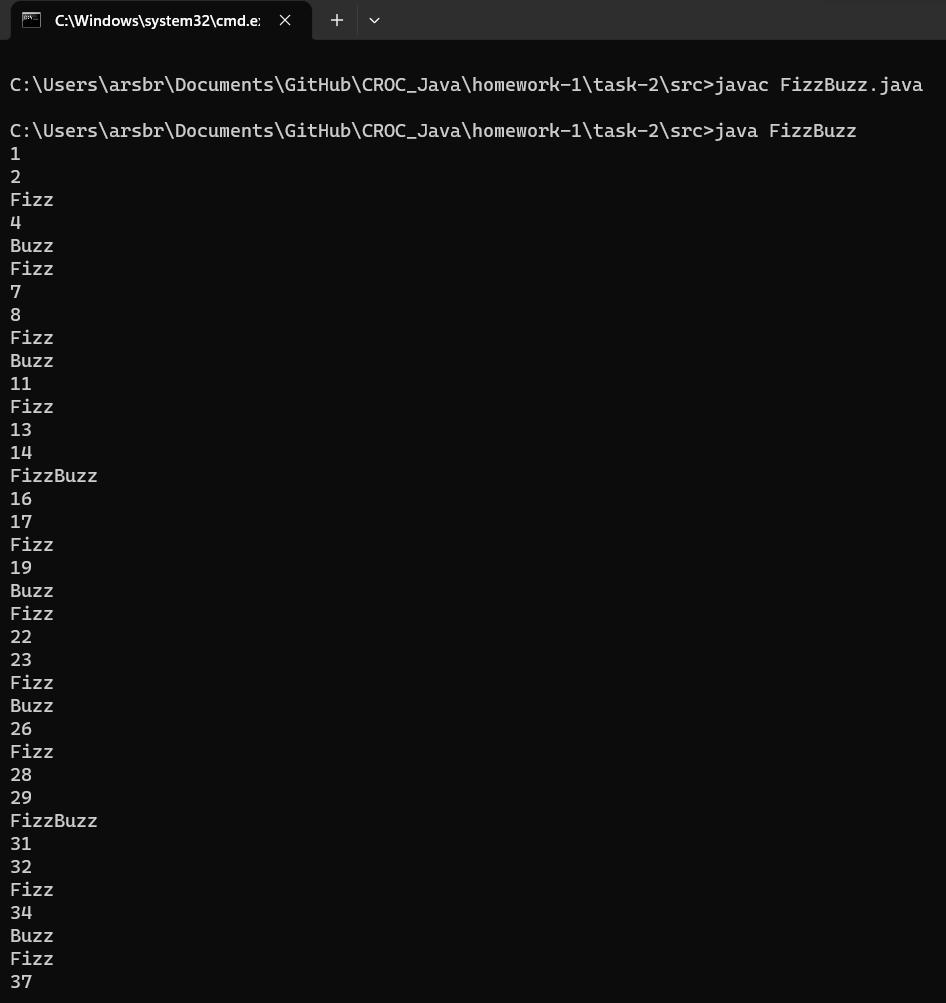 C:\Windows\system32\cmd.e
C:\Users\arsbr\Documents\GitHub\CROC_Java\homework-1\task-2\src>javac FizzBuzz.java
C:\Users\arsbr\Documents\GitHub\CROC_Java\homework-1\task-2\src>java FizzBuzz
1
2
Fizz
4
Buzz
Fizz
7
8
Fizz
Buzz
11
Fizz
13
14
FizzBuzz
16
17
Fizz
19
Buzz
Fizz
22
23
Fizz
Buzz
26
Fizz
28
29
FizzBuzz
31
32
Fizz
34
Buzz
Fizz
37